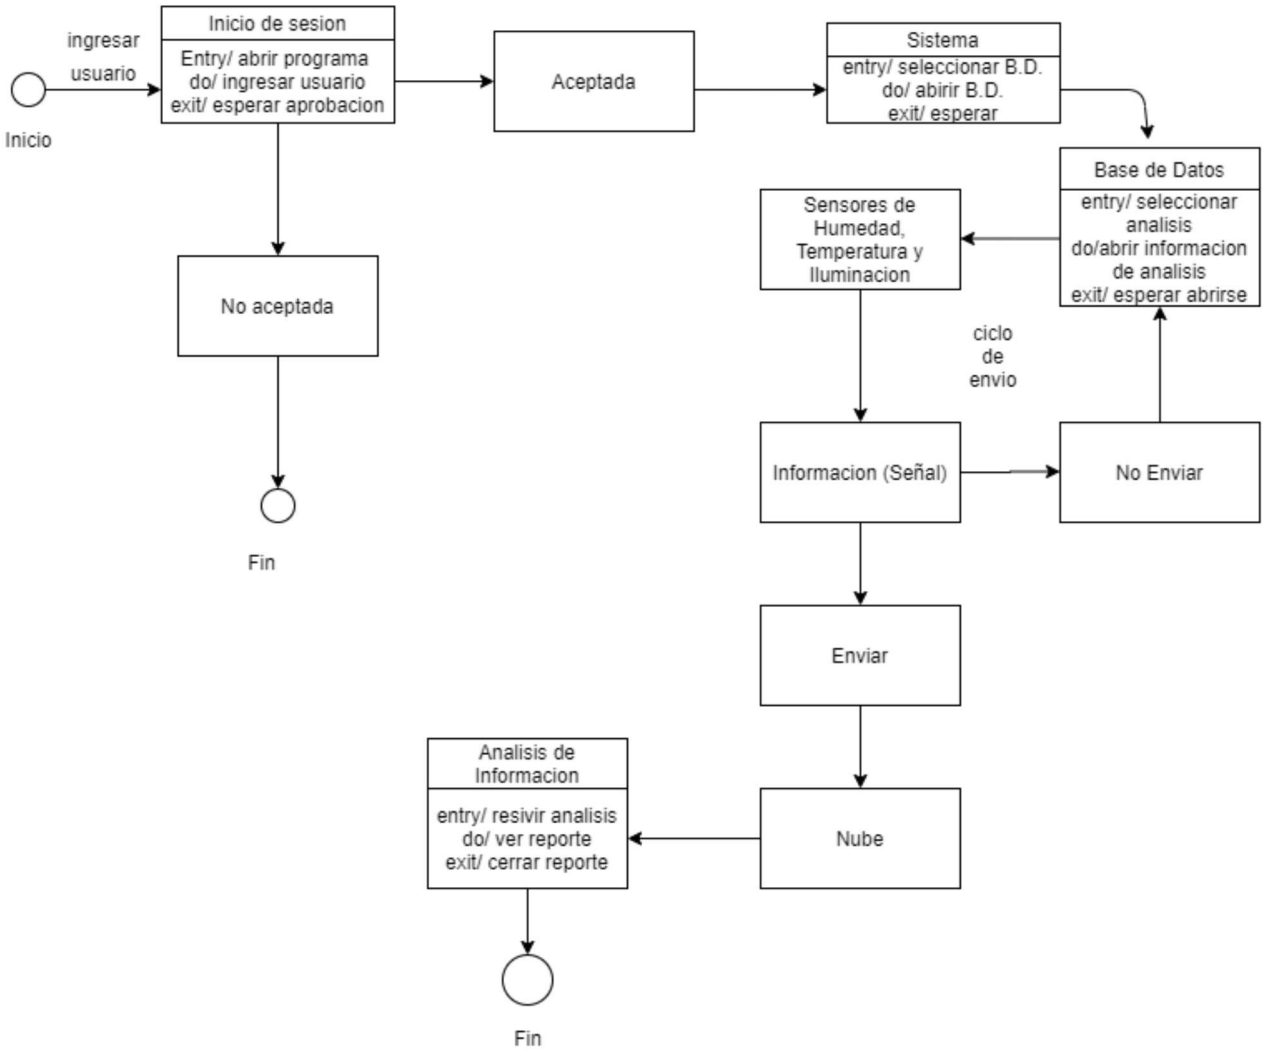 ingresar
usuario
Inicio
Inicio de sesion
Entry/ abrir programa
do/ ingresar usuario
exit/ esperar aprobacion
Aceptada
Sistema
entry/ seleccionar B.D.
do/ abirir B.D.
exit/ esperar
Base de Datos
entry/ seleccionar
analisis
do/abrir informacion
de analisis
exit/ esperar abrirse
Sensores de
Humedad,
Temperatura y
Iluminacion
No aceptada
Fin
ciclo
de
envio
Informacion (Señal)
No Enviar
Enviar
Nube
Analisis de
Informacion
entry/ resivir analisis
do/ ver reporte
exit/ cerrar reporte
Fin